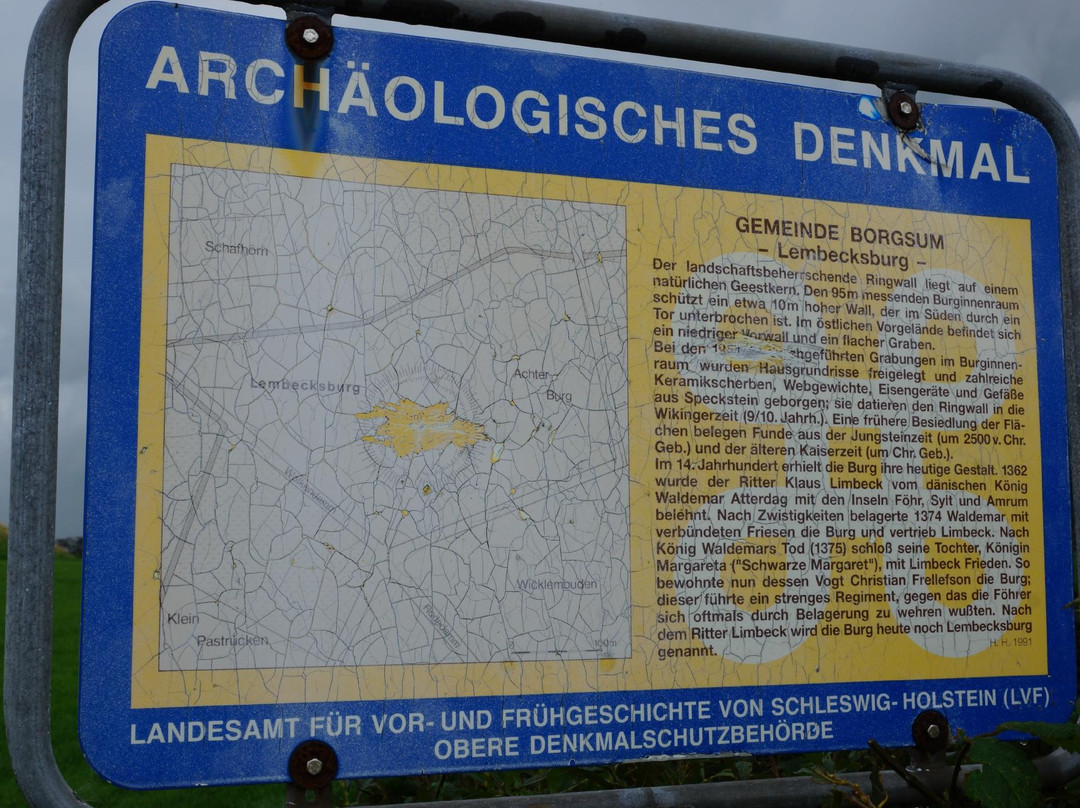 ARCHÄOLOGISCHES DENKMAL
Schafhorn
Lembecksburg
Achter-
Burg
Wicklembuden
Klein
Pastrücken
100m
GEMEINDE BORGSUM
– Lembecksburg –
Der landschaftsbeherrschende Ringwall liegt auf einem
natürlichen Geestkern. Den 95m messenden Burginnenraum
schützt ein etwa 10m hoher Wall, der im Süden durch ein
Tor unterbrochen ist. Im östlichen Vorgelände befindet sich
ein niedriger Vorwall und ein flacher Graben.
Bei den Grabungen im Burginnen-
raum wurden Hausgrundrisse freigelegt und zahlreiche
Keramikscherben, Webgewichte, Eisengeräte und Gefäße
aus Speckstein geborgen; sie datieren den Ringwall in die
Wikingerzeit (9/10. Jahrh.). Eine frühere Besiedlung der Flä-
chen belegen Funde aus der Jungsteinzeit (um 2500 v. Chr.
Geb.) und der älteren Kaiserzeit (um Chr. Geb.).
Im 14. Jahrhundert erhielt die Burg ihre heutige Gestalt. 1362
wurde der Ritter Klaus Limbeck vom dänischen König
Waldemar Atterdag mit den Inseln Föhr, Sylt und Amrum
belehnt. Nach Zwistigkeiten belagerte 1374 Waldemar mit
verbündeten Friesen die Burg und vertrieb Limbeck. Nach
König Waldemars Tod (1375) schloß seine Tochter, Königin
Margareta ("Schwarze Margaret"), mit Limbeck Frieden. So
bewohnte nun dessen Vogt Christian Frellefson die Burg;
dieser führte ein strenges Regiment, gegen das die Föhrer
sich oftmals durch Belagerung zu wehren wußten. Nach
dem Ritter Limbeck wird die Burg heute noch Lembecksburg
genannt.
H. H. 1991
LANDESAMT FÜR VOR- UND FRÜHGESCHICHTE VON SCHLESWIG-HOLSTEIN (LVF)
OBERE DENKMALSCHUTZBEHÖRDE